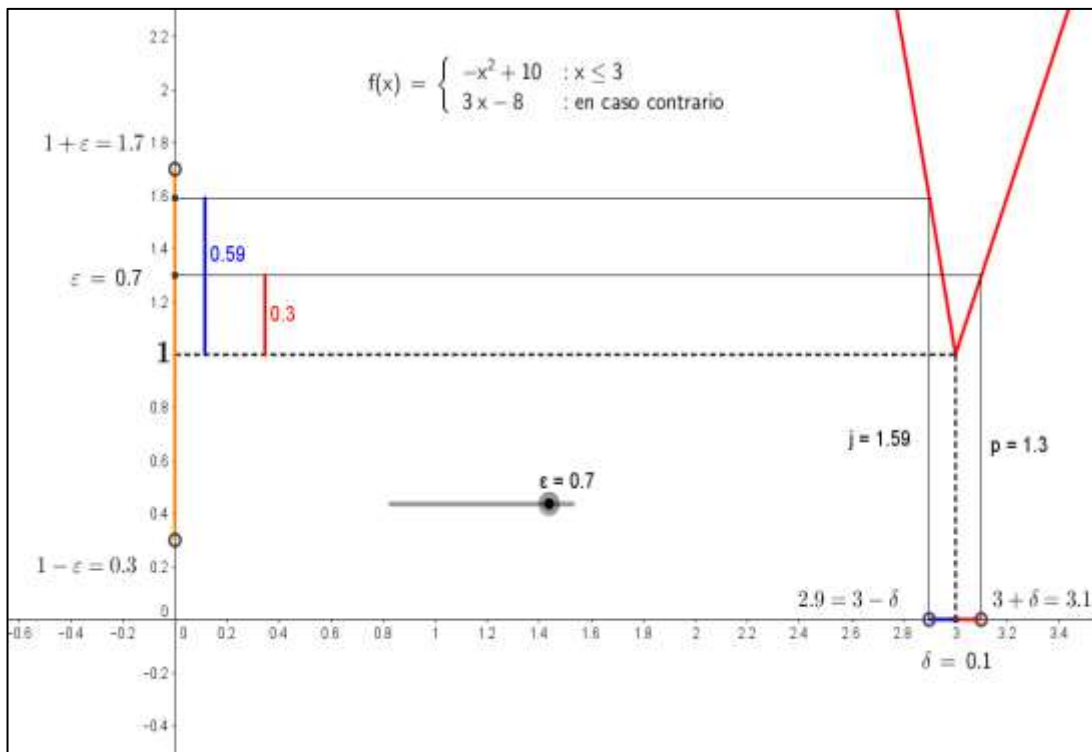 2.2
f(x) = { −x² + 10 : x ≤ 3
3 x − 8 : en caso contrario
2
1 + ε = 1.7
1.8
1.6
0.59
1.4
ε = 0.7
1.2
0.3
1
0.8
j = 1.59
p = 1.3
0.6
ε = 0.7
0.4
1 − ε = 0.3
0.2
2.9 = 3 − δ
3 + δ = 3.1
0
-0.6 -0.4 -0.2 0 0.2 0.4 0.6 0.8 1 1.2 1.4 1.6 1.8 2 2.2 2.4 2.6 2.8 3 3.2 3.4
δ = 0.1
-0.2
-0.4